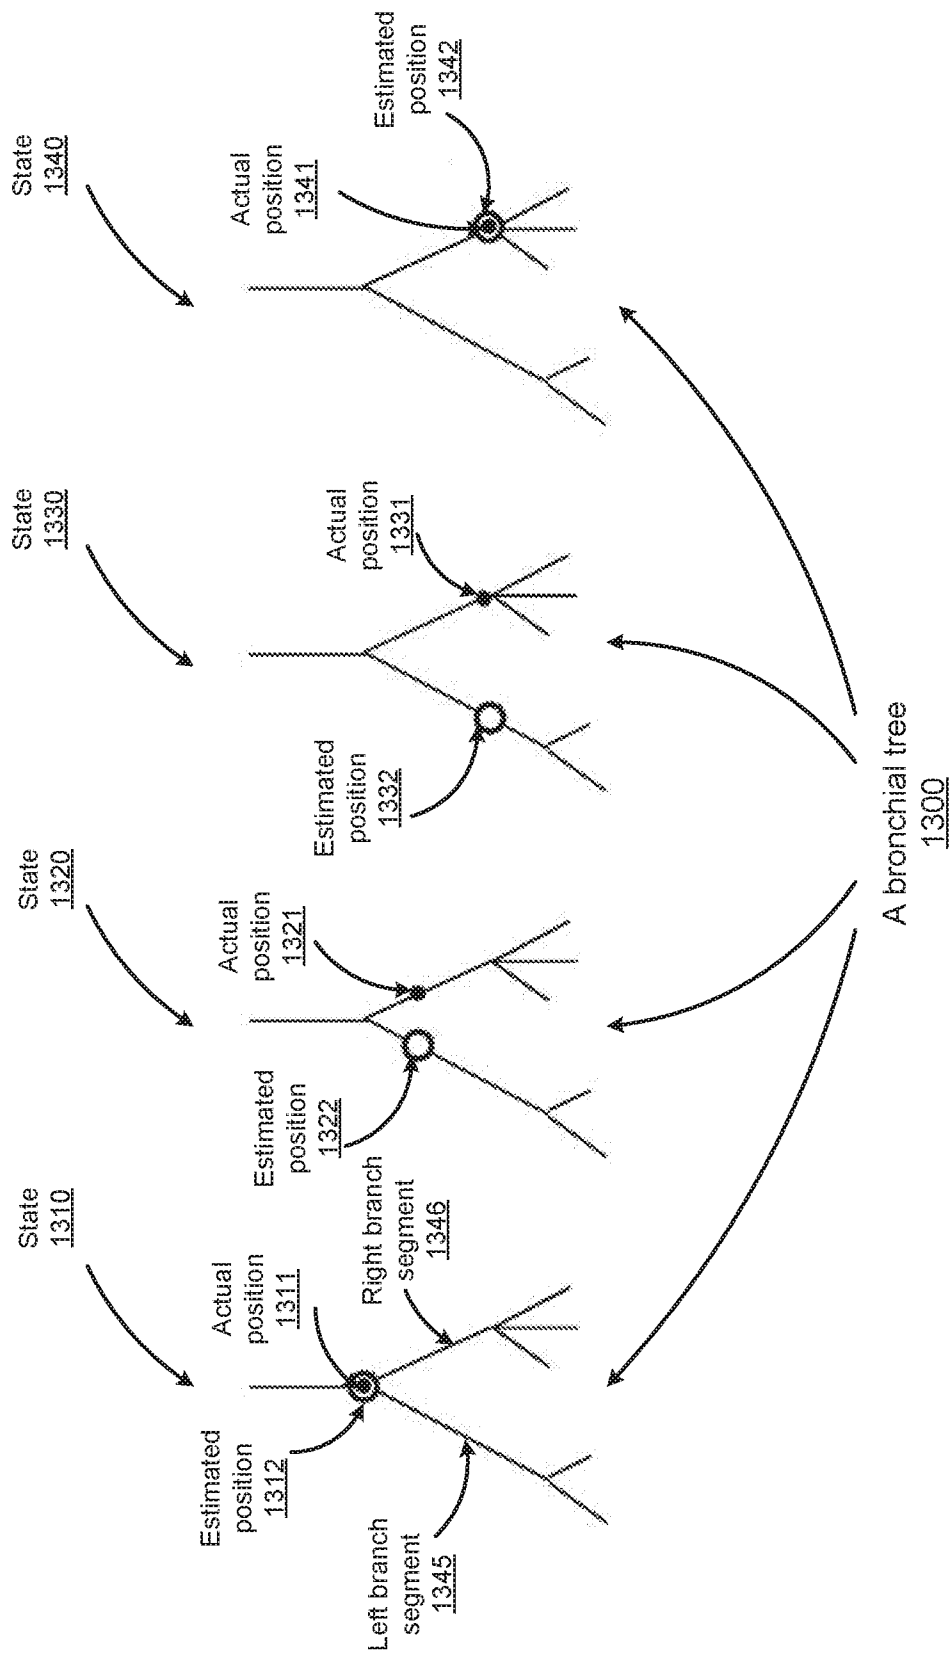 State
1310
State
1320
State
1330
State
1340
Estimated
position
1312
Actual
position
1311
Left branch
segment
1345
Right branch
segment
1346
Estimated
position
1322
Actual
position
1321
Estimated
position
1332
Actual
position
1331
Actual
position
1341
Estimated
position
1342
A bronchial tree
1300